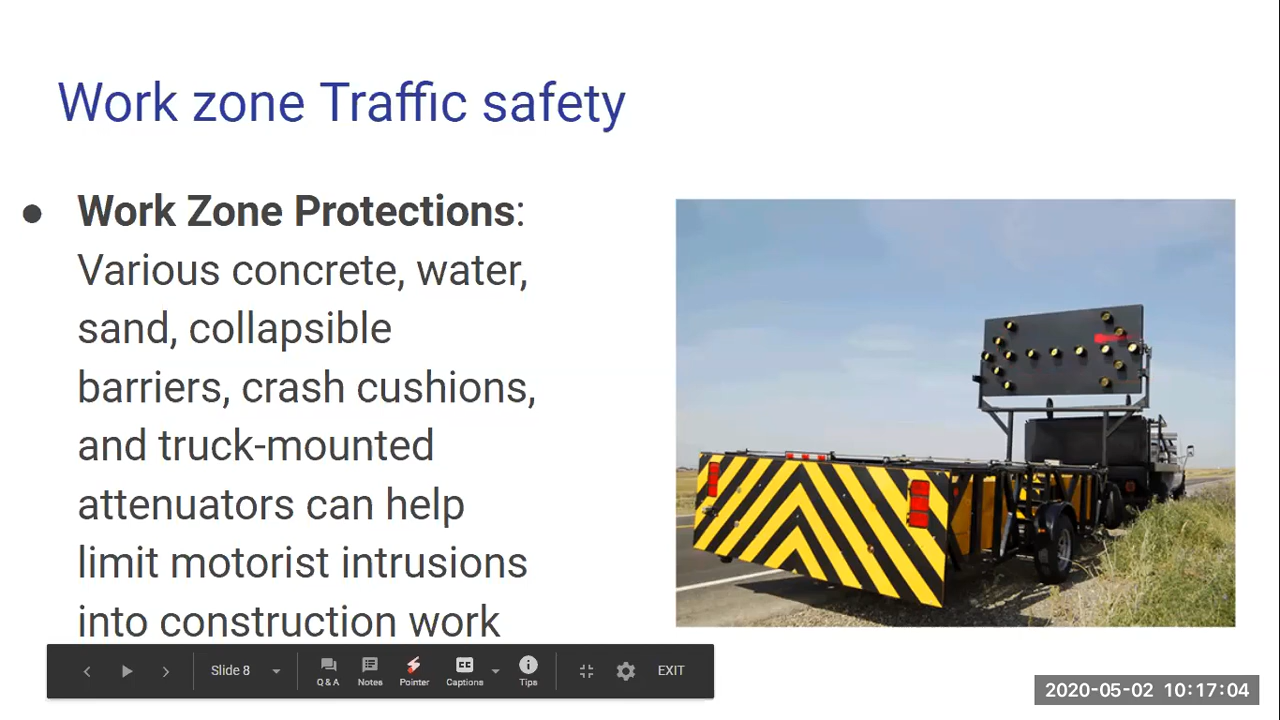 Work zone Traffic safety
● Work Zone Protections:
Various concrete, water,
sand, collapsible
barriers, crash cushions,
and truck-mounted
attenuators can help
limit motorist intrusions
into construction work
Slide 8
Q & A
Notes
Pointer
Captions
Tips
EXIT
CC
2020-05-02 10:17:04